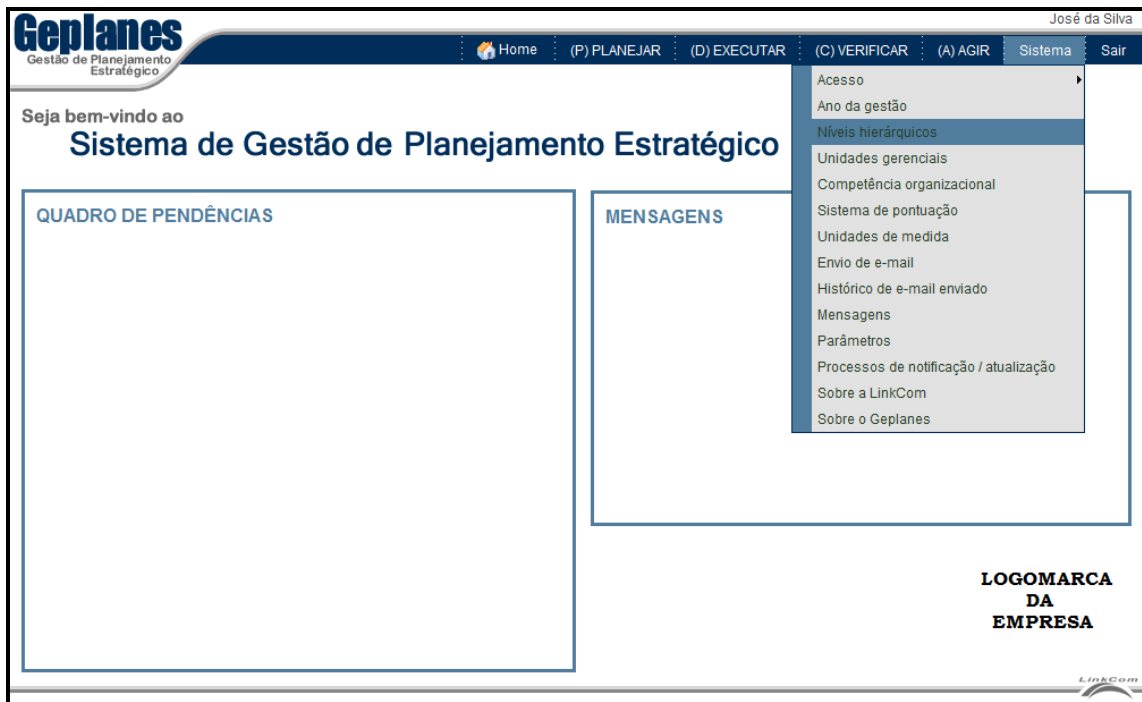 José da Silva
Geplanes
Gestão de Planejamento
Estratégico
Home (P) PLANEJAR (D) EXECUTAR (C) VERIFICAR (A) AGIR Sistema Sair
Acesso
Ano da gestão
Níveis hierárquicos
Unidades gerenciais
Competência organizacional
Sistema de pontuação
Unidades de medida
Envio de e-mail
Histórico de e-mail enviado
Mensagens
Parâmetros
Processos de notificação / atualização
Sobre a LinkCom
Sobre o Geplanes
Seja bem-vindo ao
Sistema de Gestão de Planejamento Estratégico
QUADRO DE PENDÊNCIAS
MENSAGENS
LOGOMARCA
DA
EMPRESA
LinkCom